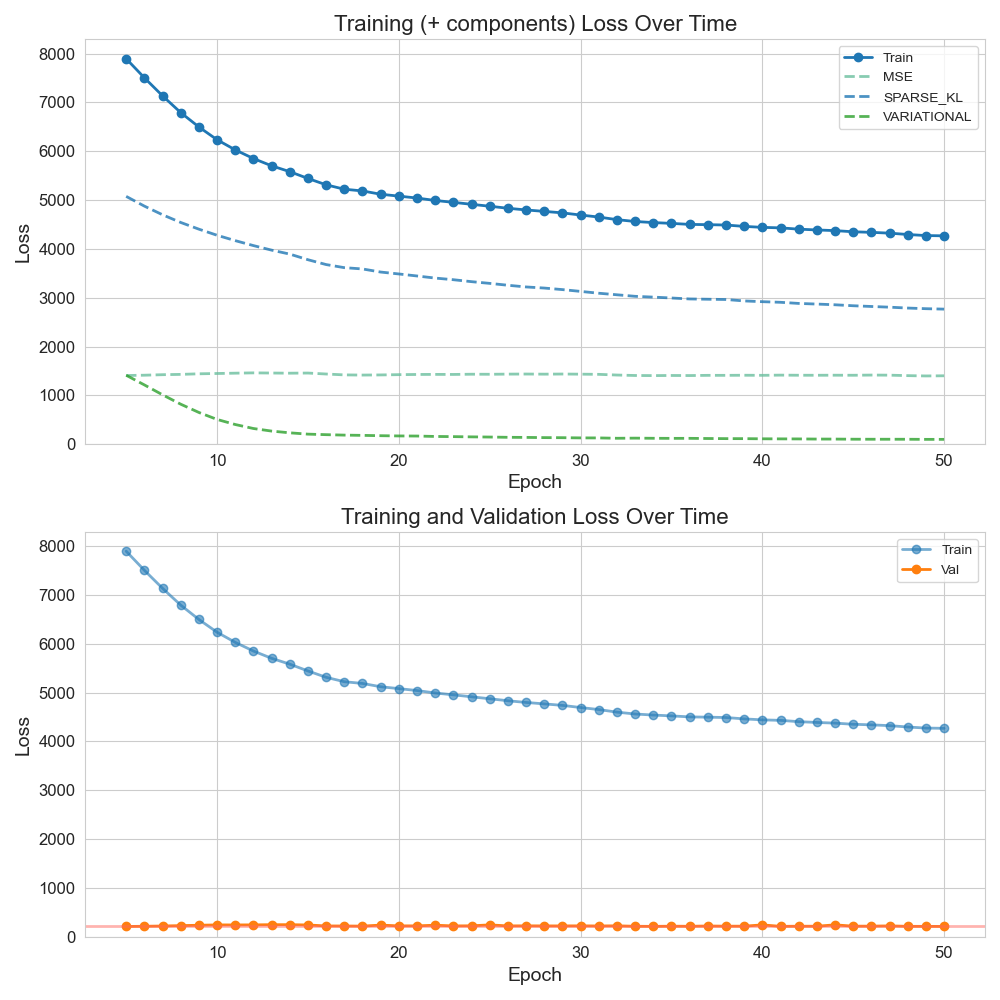 Training (+ components) Loss Over Time
8000
7000
6000
5000
4000
3000
2000
1000
0
Loss
Train
MSE
SPARSE_KL
VARIATIONAL
10
20
30
40
50
Epoch
Training and Validation Loss Over Time
8000
7000
6000
5000
4000
3000
2000
1000
0
Loss
Train
Val
10
20
30
40
50
Epoch